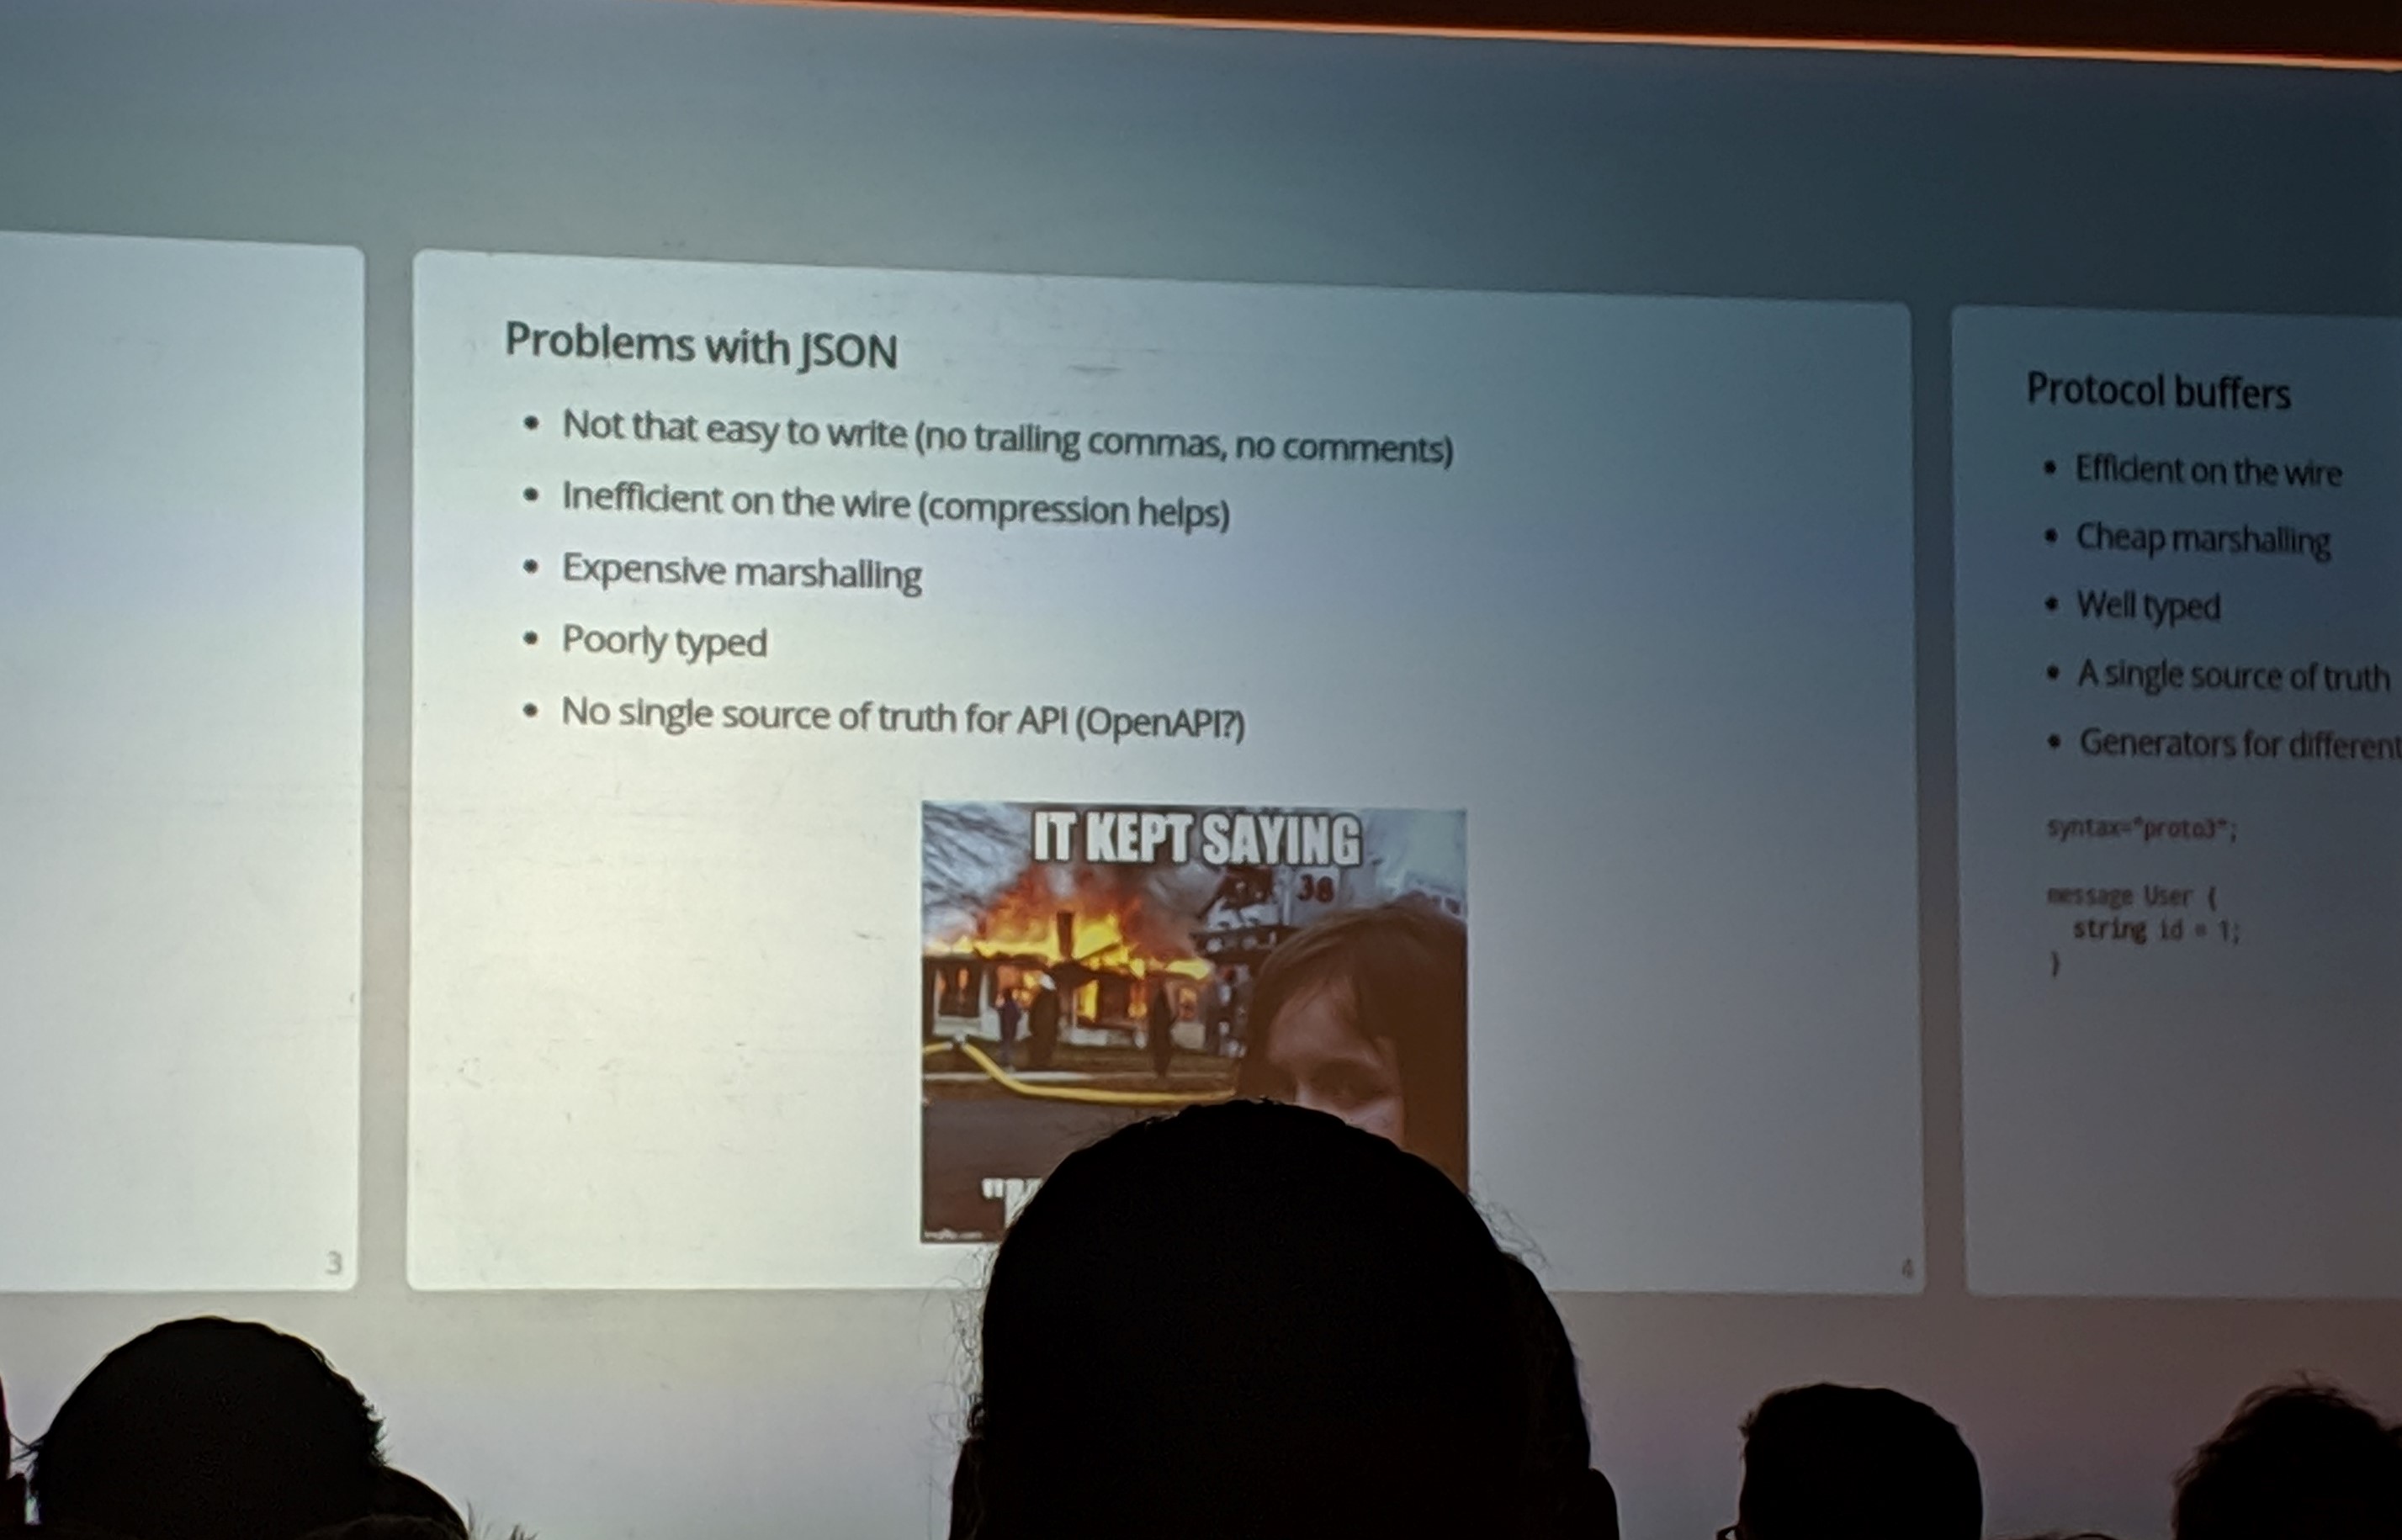 Problems with JSON
• Not that easy to write (no trailing commas, no comments)
• Inefficient on the wire (compression helps)
• Expensive marshalling
• Poorly typed
• No single source of truth for API (OpenAPI?)
IT KEPT SAYING
38
3
4
Protocol buffers
• Efficient on the wire
• Cheap marshalling
• Well typed
• A single source of truth
• Generators for different
syntax="proto3";
message User {
string id = 1;
}